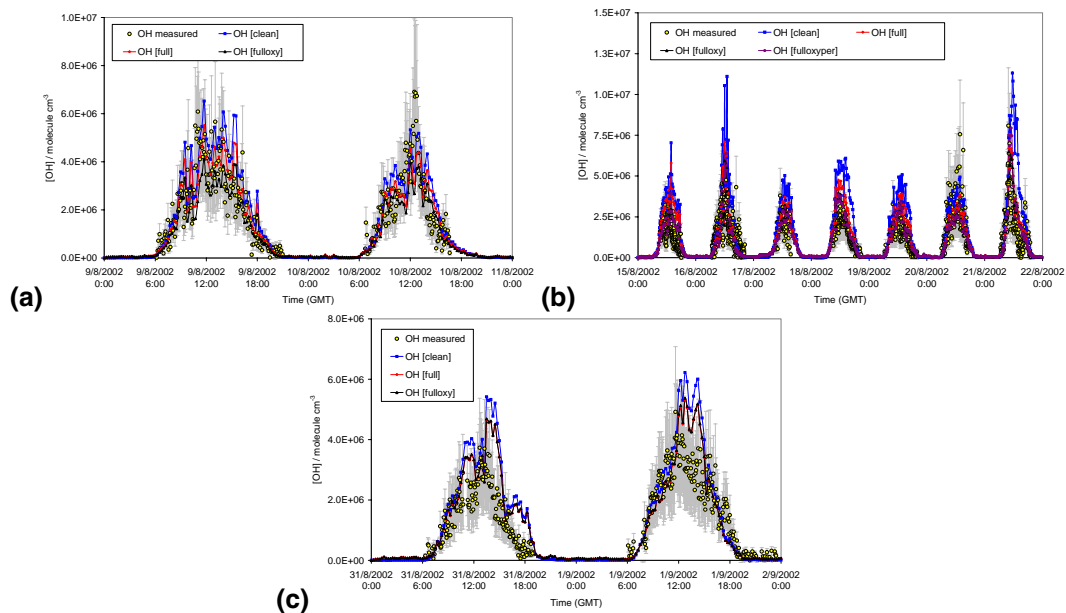 1.0E+07
8.0E+06
6.0E+06
4.0E+06
2.0E+06
0.0E+00
[OH] / molecule cm-3
OH measured
OH [clean]
OH [full]
OH [fulloxy]
9/8/2002 9/8/2002 9/8/2002 9/8/2002 10/8/2002 10/8/2002 10/8/2002 10/8/2002 11/8/2002
0:00 6:00 12:00 18:00 0:00 6:00 12:00 18:00 0:00
Time (GMT)
(a)
1.5E+07
1.3E+07
1.0E+07
7.5E+06
5.0E+06
2.5E+06
0.0E+00
[OH] / molecule cm-3
OH measured
OH [clean]
OH [full]
OH [fulloxy]
OH [fulloxyper]
15/8/2002 16/8/2002 17/8/2002 18/8/2002 19/8/2002 20/8/2002 21/8/2002 22/8/2002
0:00 0:00 0:00 0:00 0:00 0:00 0:00 0:00
Time (GMT)
(b)
8.0E+06
6.0E+06
4.0E+06
2.0E+06
0.0E+00
[OH] / molecule cm-3
OH measured
OH [clean]
OH [full]
OH [fulloxy]
31/8/2002 31/8/2002 31/8/2002 31/8/2002 1/9/2002 1/9/2002 1/9/2002 1/9/2002 2/9/2002
0:00 6:00 12:00 18:00 0:00 6:00 12:00 18:00 0:00
Time (GMT)
(c)